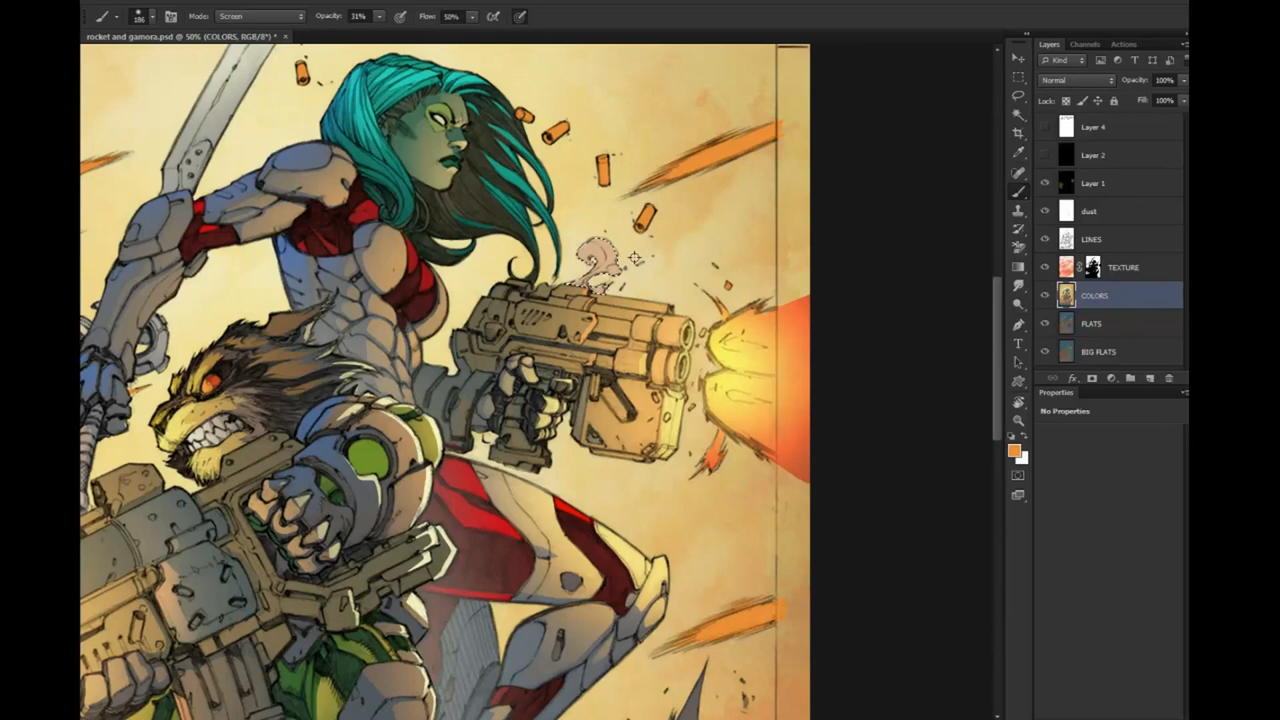 186 Mode: Screen Opacity: 31% Flow: 50%
rocket and gamora.psd @ 50% (COLORS, RGB/8*) * ×
Layers Channels Actions
Kind
Normal Opacity: 100%
Lock: Fill: 100%
Layer 4
Layer 2
Layer 1
dust
LINES
TEXTURE
COLORS
FLATS
BIG FLATS
fx
Properties
No Properties